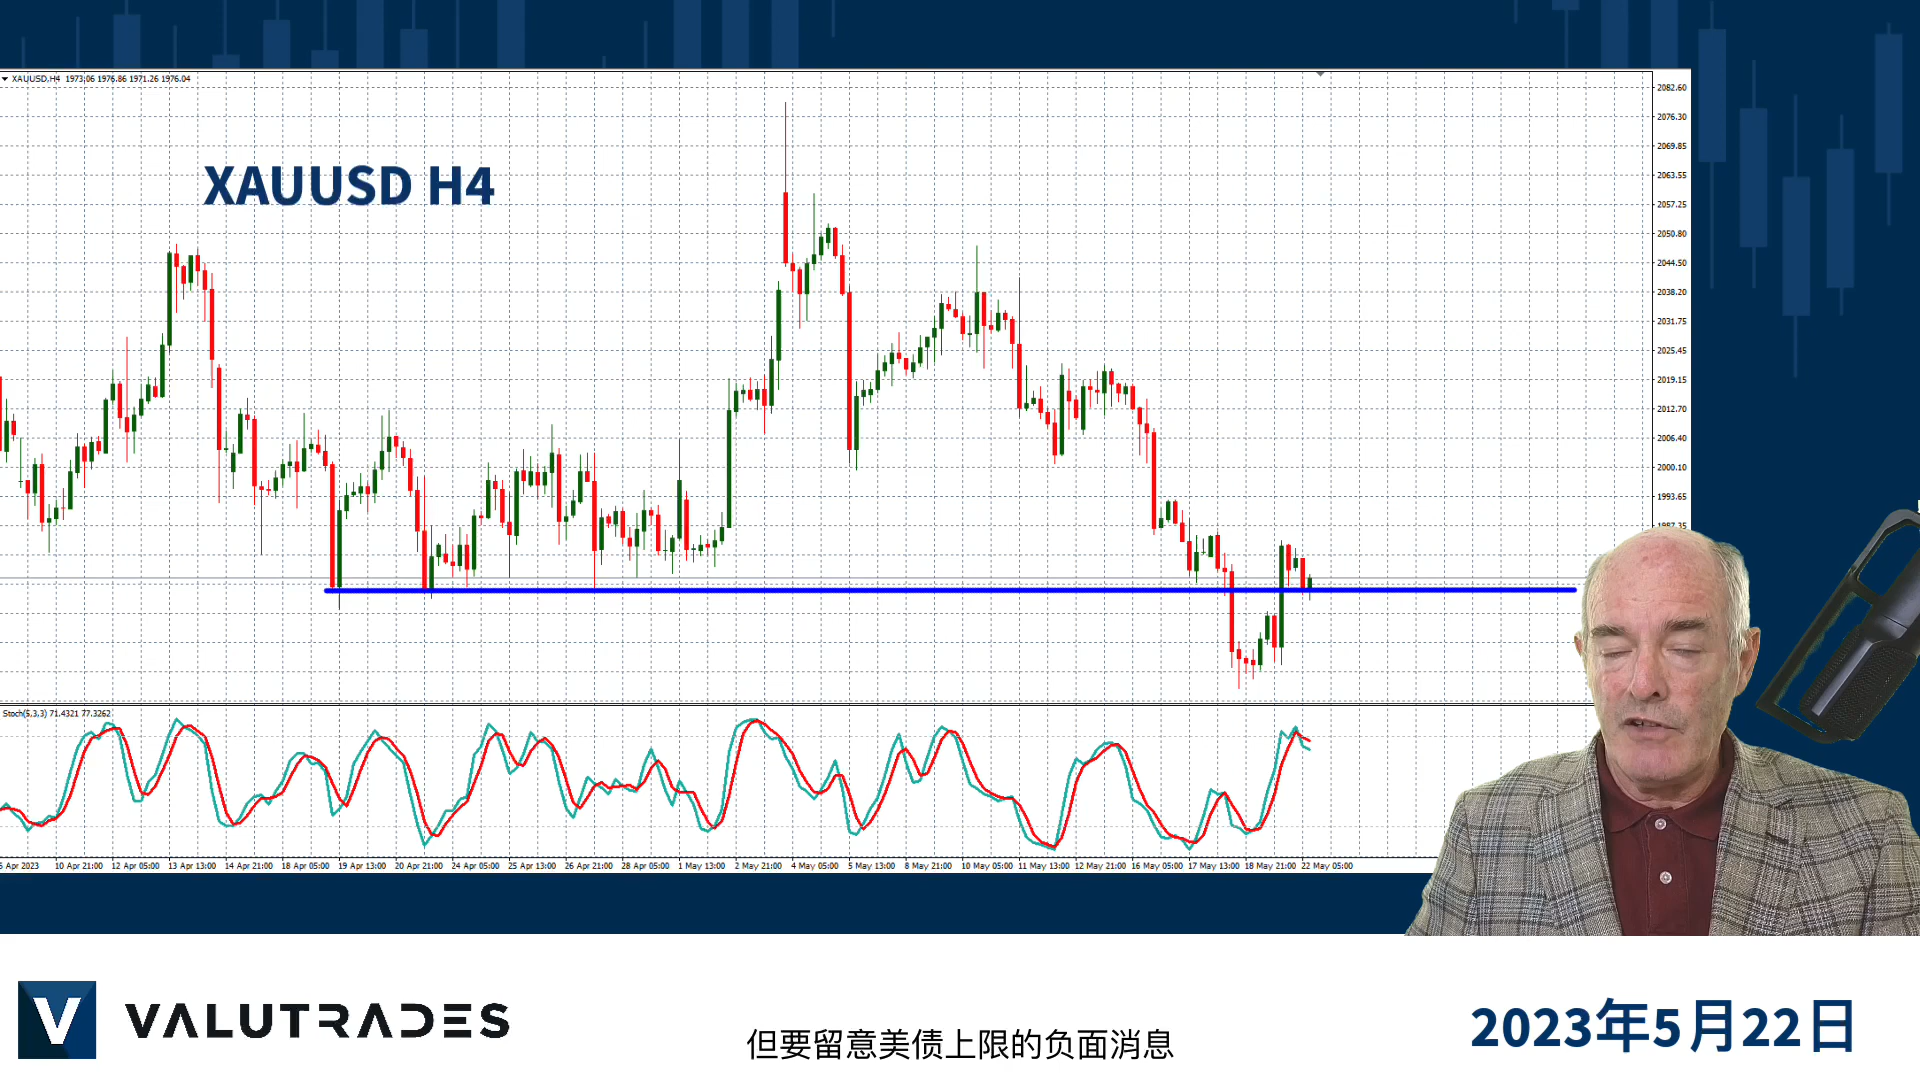 XAUUSD,H4 1973.06 1976.86 1971.26 1976.04
XAUUSD H4
2082.60
2076.30
2069.85
2063.55
2057.25
2050.80
2044.50
2038.20
2031.75
2025.45
2019.15
2012.70
2006.40
2000.10
1993.65
1987.35
Stoch(5,3,3) 71.4321 77.3262
Apr 2023 10 Apr 21:00 12 Apr 05:00 13 Apr 13:00 14 Apr 21:00 18 Apr 05:00 19 Apr 13:00 20 Apr 21:00 24 Apr 05:00 25 Apr 13:00 26 Apr 21:00 28 Apr 05:00 1 May 13:00 2 May 21:00 4 May 05:00 5 May 13:00 8 May 21:00 10 May 05:00 11 May 13:00 12 May 21:00 16 May 05:00 17 May 13:00 18 May 21:00 22 May 05:00
VALUTRADES
但要留意美债上限的负面消息
2023年5月22日